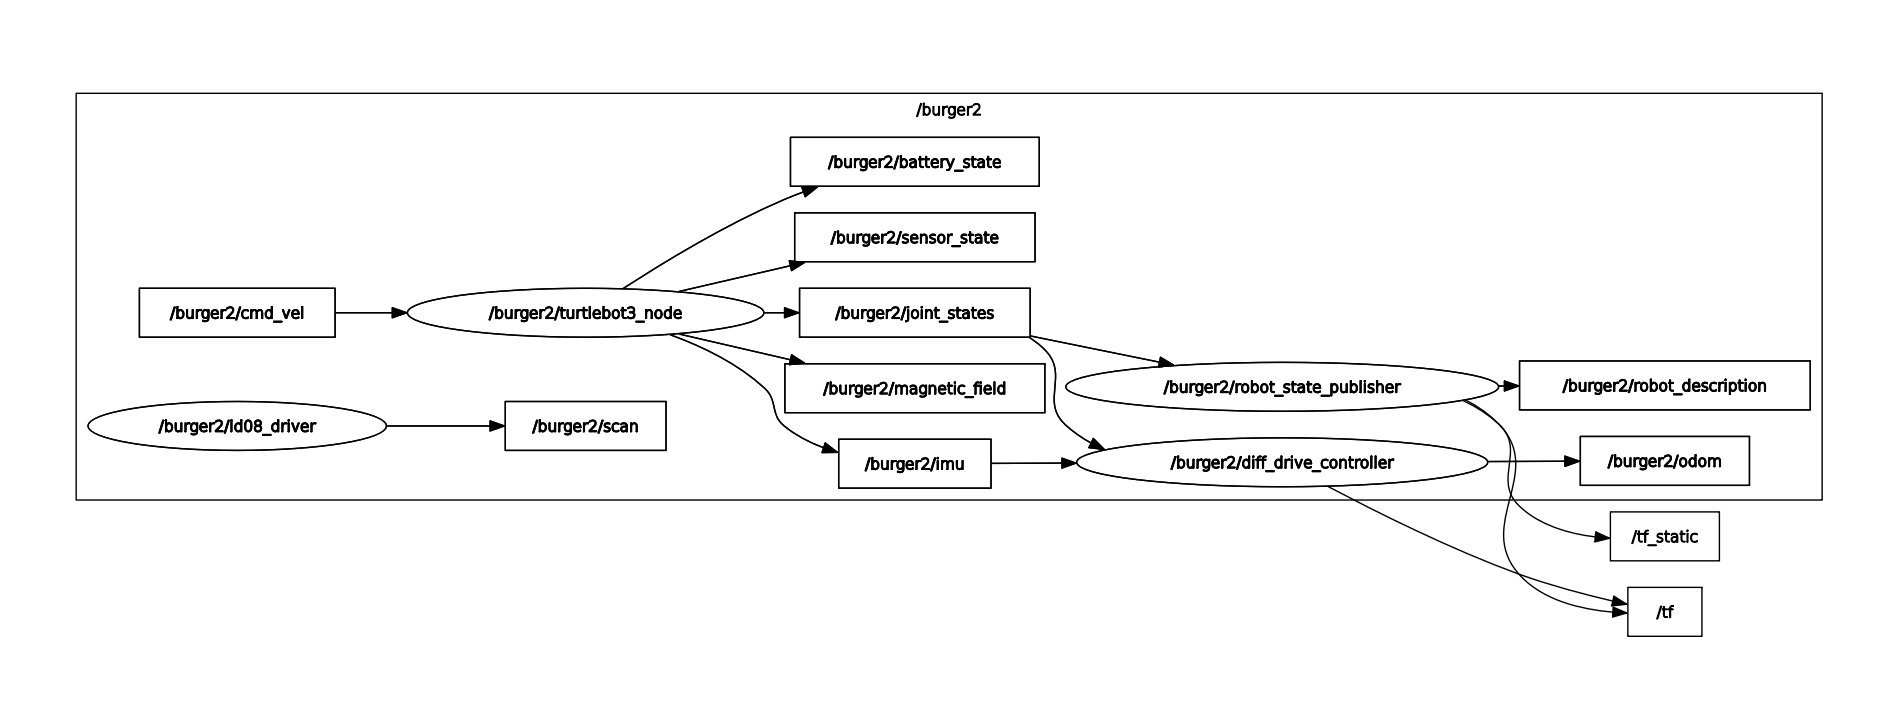 /burger2
/burger2/battery_state
/burger2/sensor_state
/burger2/cmd_vel
/burger2/turtlebot3_node
/burger2/joint_states
/burger2/magnetic_field
/burger2/robot_state_publisher
/burger2/robot_description
/burger2/ld08_driver
/burger2/scan
/burger2/imu
/burger2/diff_drive_controller
/burger2/odom
/tf_static
/tf